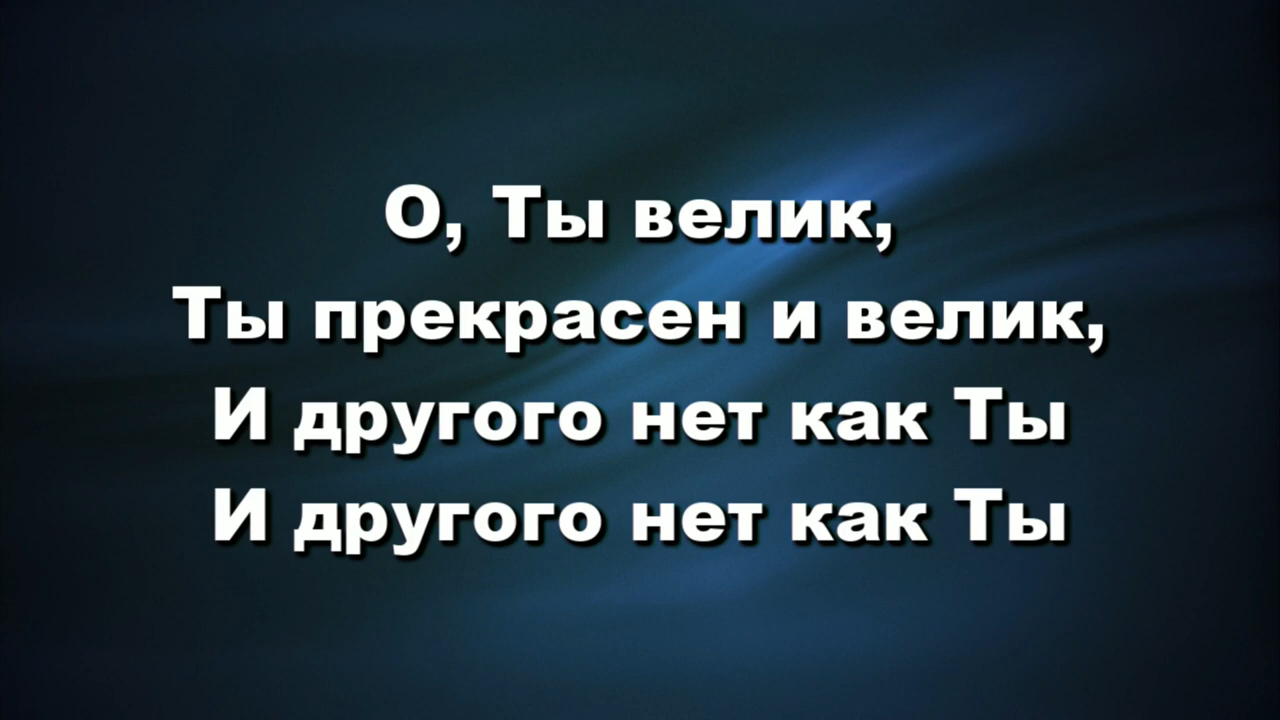 О, Ты велик,
Ты прекрасен и велик,
И другого нет как Ты
И другого нет как Ты